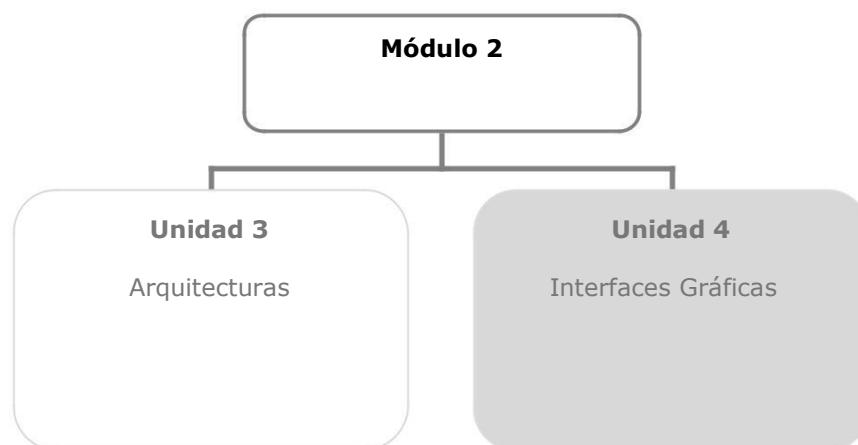 Módulo 2
Unidad 3
Arquitecturas
Unidad 4
Interfaces Gráficas